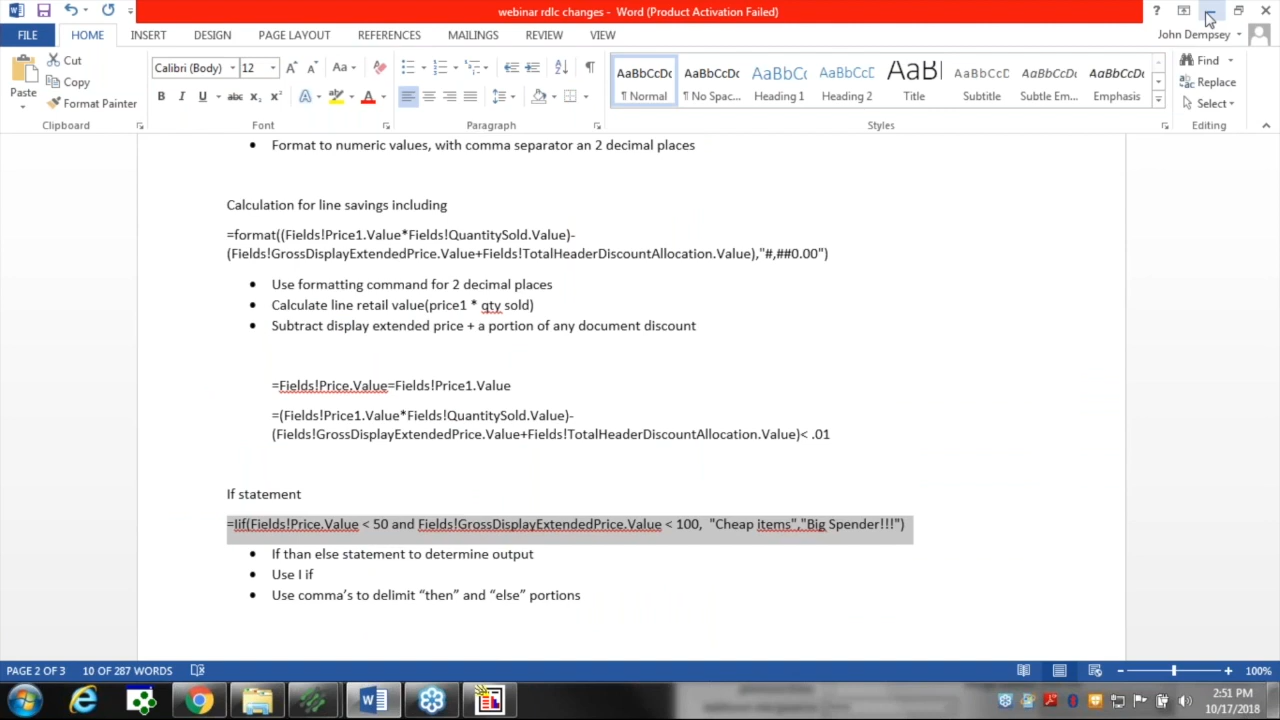 webinar rdlc changes - Word (Product Activation Failed)
John Dempsey
FILE HOME INSERT DESIGN PAGE LAYOUT REFERENCES MAILINGS REVIEW VIEW
Paste
Cut
Copy
Format Painter
Clipboard
Calibri (Body) 12
Font
Paragraph
AaBbCcDc AaBbCcDc AaBbCc AaBbCc AaBl AaBbCcD AaBbCcDc AaBbCcDc
¶ Normal ¶ No Spac... Heading 1 Heading 2 Title Subtitle Subtle Em... Emphasis
Styles
Find
Replace
Select
Editing
• Format to numeric values, with comma separator an 2 decimal places
Calculation for line savings including
=format((Fields!Price1.Value*Fields!QuantitySold.Value)-
(Fields!GrossDisplayExtendedPrice.Value+Fields!TotalHeaderDiscountAllocation.Value),"#,##0.00")
• Use formatting command for 2 decimal places
• Calculate line retail value(price1 * qty sold)
• Subtract display extended price + a portion of any document discount
=Fields!Price.Value=Fields!Price1.Value
=(Fields!Price1.Value*Fields!QuantitySold.Value)-
(Fields!GrossDisplayExtendedPrice.Value+Fields!TotalHeaderDiscountAllocation.Value)< .01
If statement
=Iif(Fields!Price.Value < 50 and Fields!GrossDisplayExtendedPrice.Value < 100, "Cheap items","Big Spender!!!")
• If than else statement to determine output
• Use I if
• Use comma’s to delimit “then” and “else” portions
PAGE 2 OF 3 10 OF 287 WORDS 100%
2:51 PM
10/17/2018